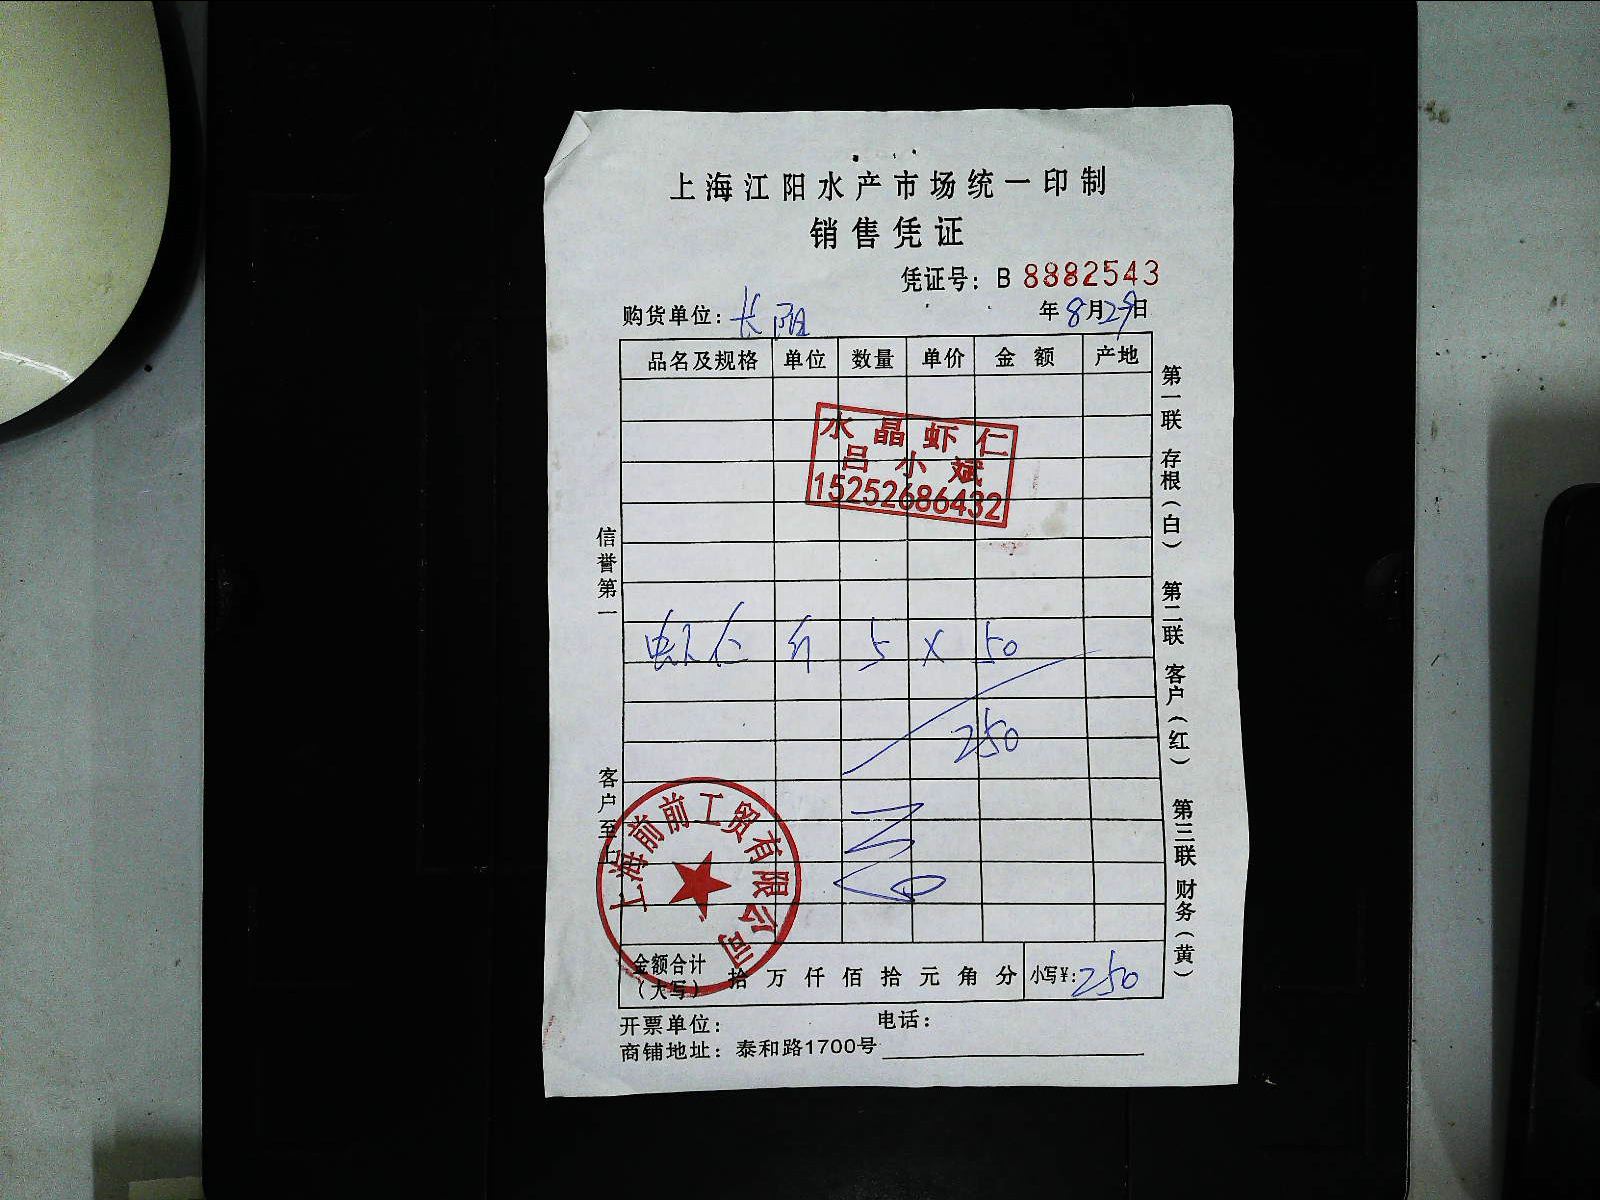 上海江阳水产市场统一印制
销售凭证
凭证号：B 8882543
购货单位：长阳 年8月29日
品名及规格 单位 数量 单价 金额 产地
水晶虾仁
吕小斌
15252686432
虾仁 斤 5 × 50
250
信誉第一
客户至上
第一联 存根（白） 第二联 客户（红） 第三联 财务（黄）
上海前前工贸有限公司
金额合计（大写） 拾万仟佰拾元角分 小写¥：250
开票单位： 电话：
商铺地址：泰和路1700号